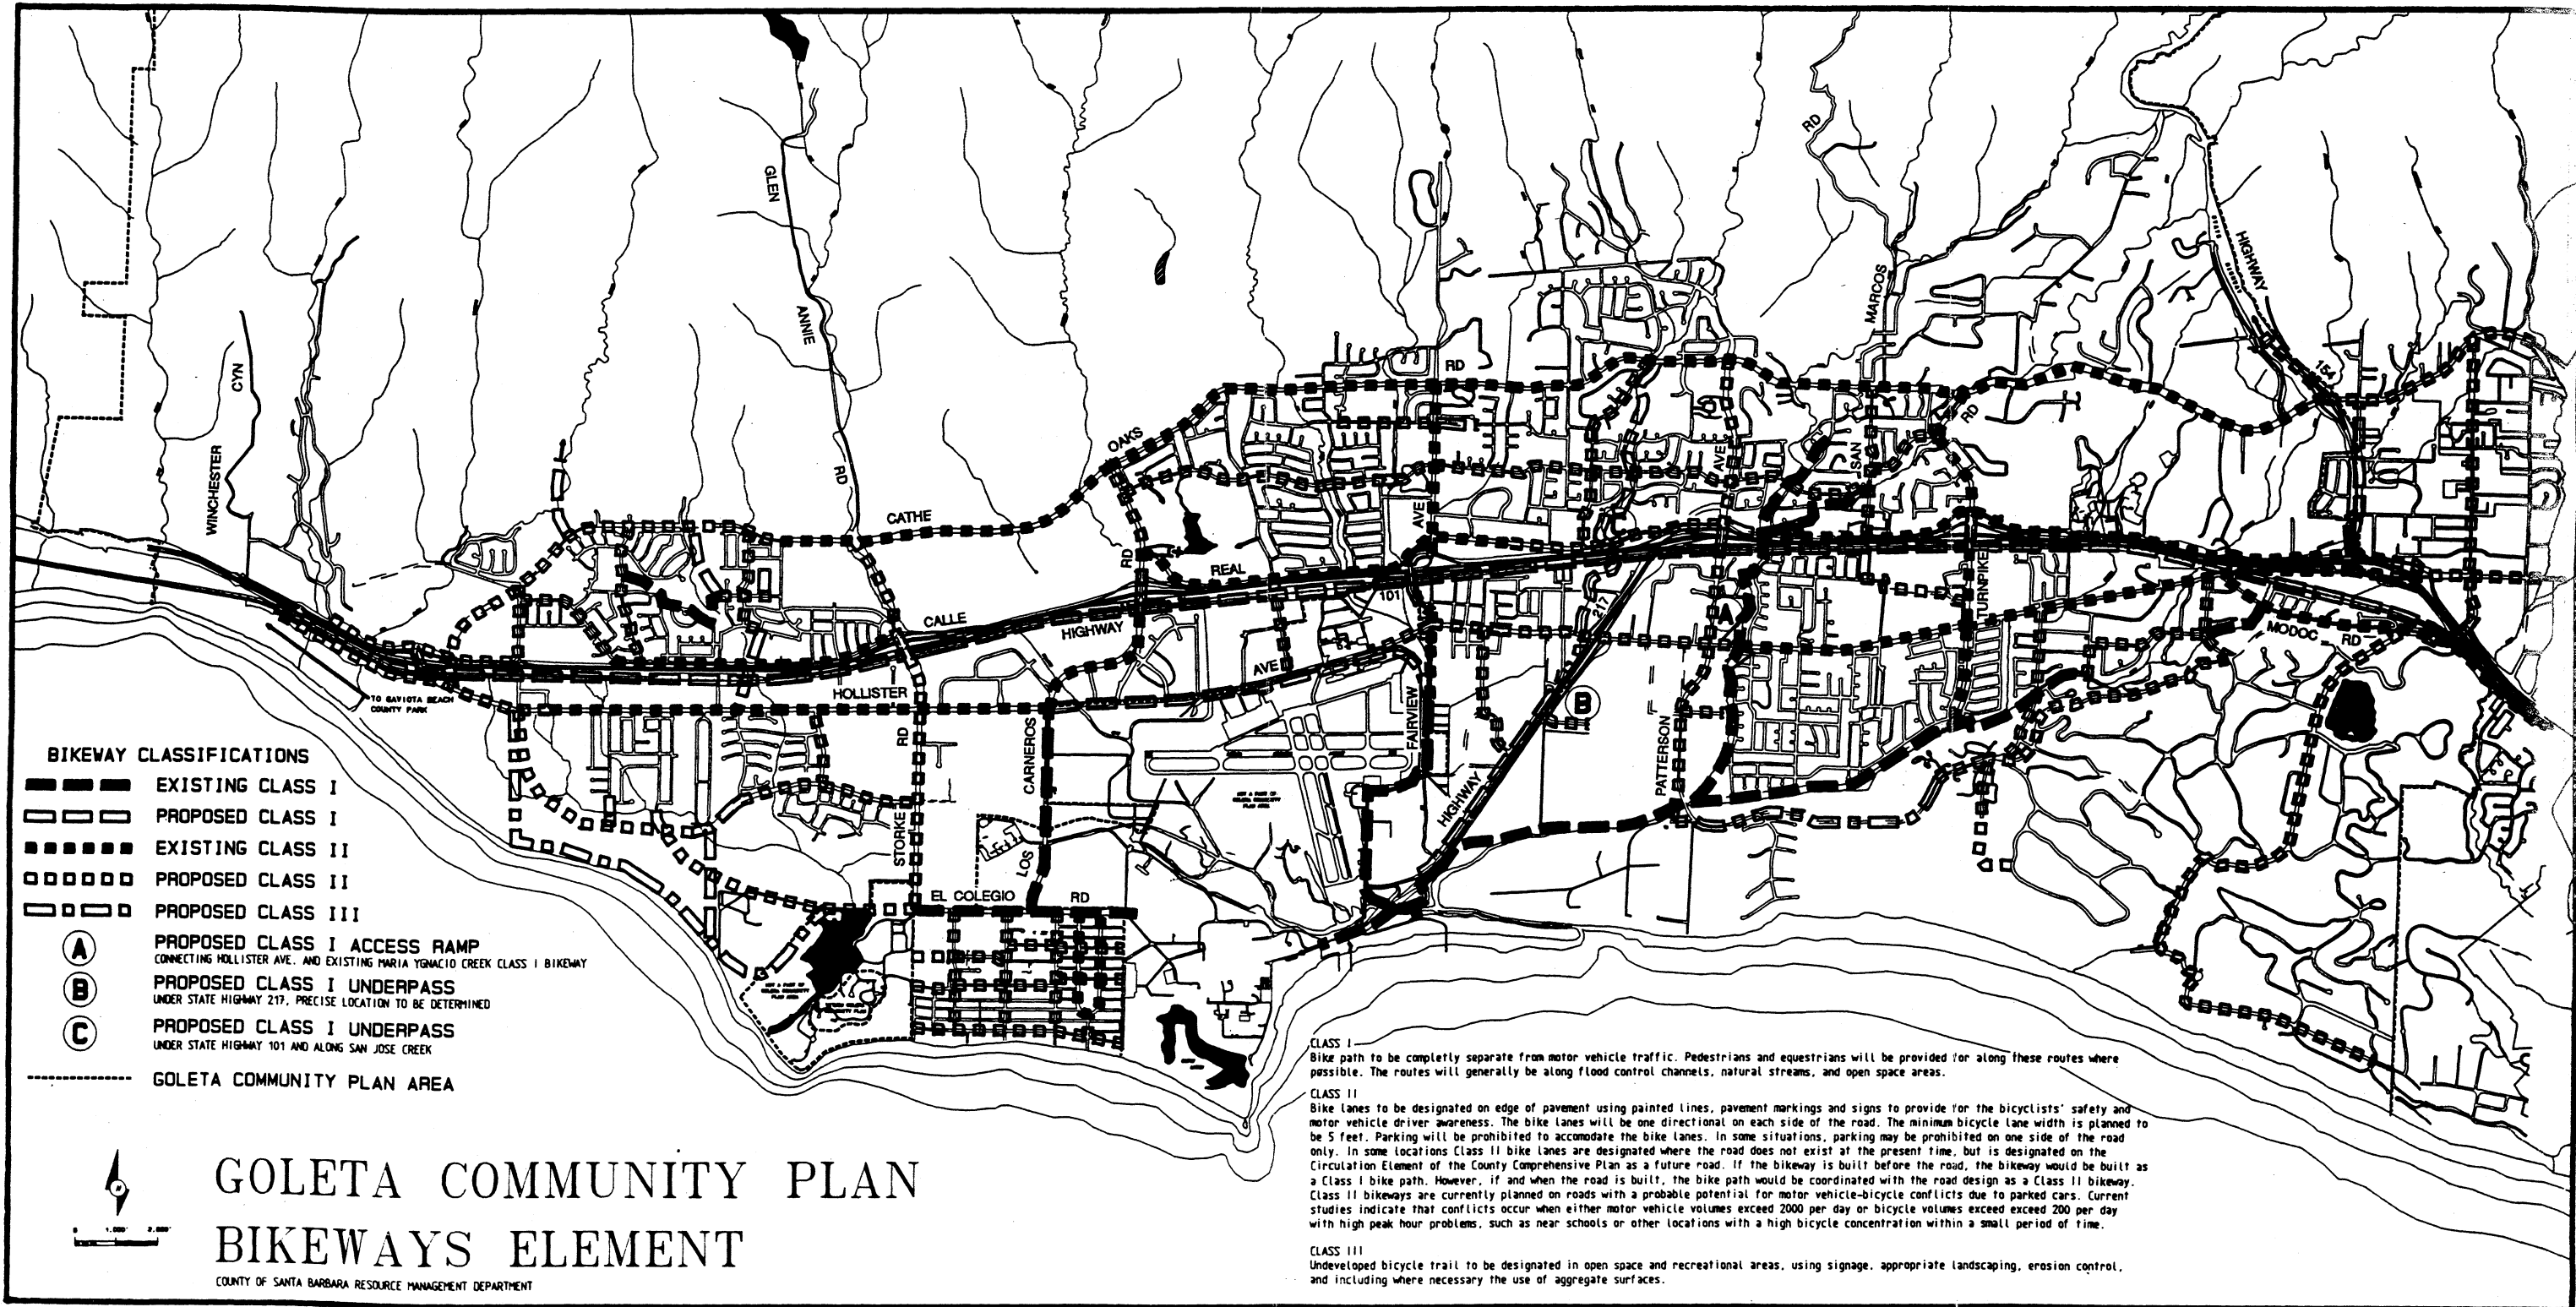 RD
GLEN
HIGHWAY
MARCOS
ANNIE
154
RD
CYN
OAKS
RD
RD
WINCHESTER
AVE
SAN
CATHE
AVE
RD
REAL
TURNPIKE
101
217
CALLE
HIGHWAY
A
MODOC RD
AVE
HOLLISTER
TO GAVIOTA BEACH
COUNTY PARK
B
FAIRVIEW
RD
CARNEROS
PATTERSON
NOT A PART OF
GOLETA COMMUNITY
PLAN AREA
HIGHWAY
STORKE
LOS
EL COLEGIO RD
C
NOT A PART OF
GOLETA COMMUNITY
PLAN AREA
BIKEWAY CLASSIFICATIONS
EXISTING CLASS I
PROPOSED CLASS I
EXISTING CLASS II
PROPOSED CLASS II
PROPOSED CLASS III
A PROPOSED CLASS I ACCESS RAMP
CONNECTING HOLLISTER AVE. AND EXISTING MARIA YGNACIO CREEK CLASS I BIKEWAY
B PROPOSED CLASS I UNDERPASS
UNDER STATE HIGHWAY 217, PRECISE LOCATION TO BE DETERMINED
C PROPOSED CLASS I UNDERPASS
UNDER STATE HIGHWAY 101 AND ALONG SAN JOSE CREEK
GOLETA COMMUNITY PLAN AREA
N
0 1,000' 2,000'
GOLETA COMMUNITY PLAN
BIKEWAYS ELEMENT
COUNTY OF SANTA BARBARA RESOURCE MANAGEMENT DEPARTMENT
CLASS I
Bike path to be completly separate from motor vehicle traffic. Pedestrians and equestrians will be provided for along these routes where
possible. The routes will generally be along flood control channels, natural streams, and open space areas.
CLASS II
Bike lanes to be designated on edge of pavement using painted lines, pavement markings and signs to provide for the bicyclists' safety and
motor vehicle driver awareness. The bike lanes will be one directional on each side of the road. The minimum bicycle lane width is planned to
be 5 feet. Parking will be prohibited to accomodate the bike lanes. In some situations, parking may be prohibited on one side of the road
only. In some locations Class II bike lanes are designated where the road does not exist at the present time, but is designated on the
Circulation Element of the County Comprehensive Plan as a future road. If the bikeway is built before the road, the bikeway would be built as
a Class I bike path. However, if and when the road is built, the bike path would be coordinated with the road design as a Class II bikeway.
Class II bikeways are currently planned on roads with a probable potential for motor vehicle-bicycle conflicts due to parked cars. Current
studies indicate that conflicts occur when either motor vehicle volumes exceed 2000 per day or bicycle volumes exceed exceed 200 per day
with high peak hour problems, such as near schools or other locations with a high bicycle concentration within a small period of time.
CLASS III
Undeveloped bicycle trail to be designated in open space and recreational areas, using signage, appropriate landscaping, erosion control,
and including where necessary the use of aggregate surfaces.